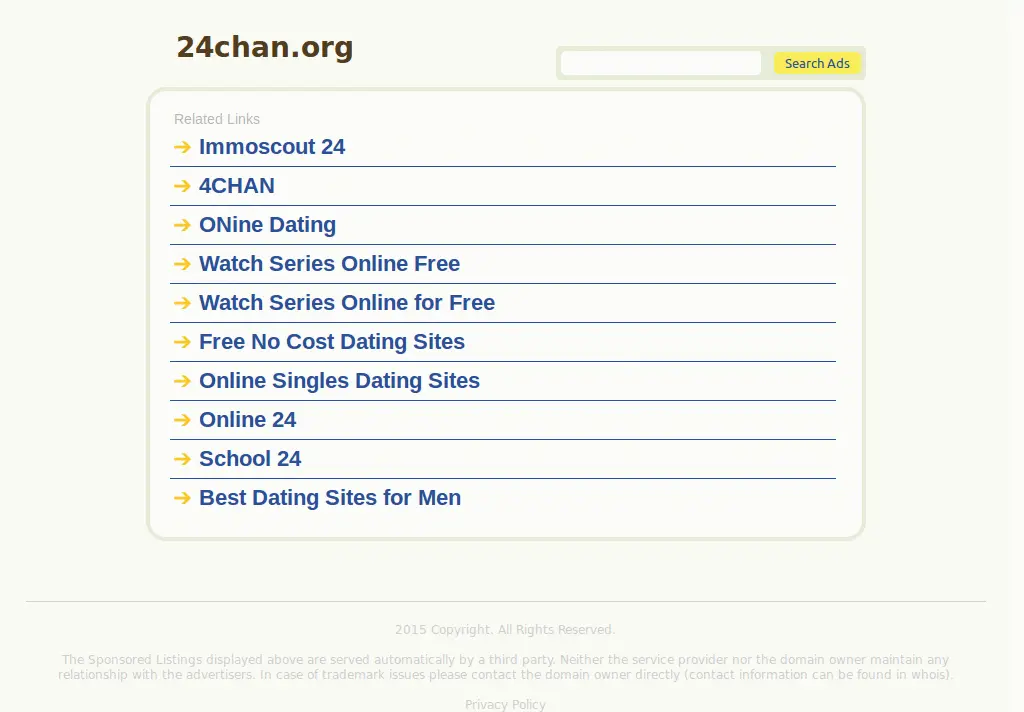 24chan.org
Search Ads
Related Links
Immoscout 24
4CHAN
ONine Dating
Watch Series Online Free
Watch Series Online for Free
Free No Cost Dating Sites
Online Singles Dating Sites
Online 24
School 24
Best Dating Sites for Men
2015 Copyright. All Rights Reserved.
The Sponsored Listings displayed above are served automatically by a third party. Neither the service provider nor the domain owner maintain any
relationship with the advertisers. In case of trademark issues please contact the domain owner directly (contact information can be found in whois).
Privacy Policy